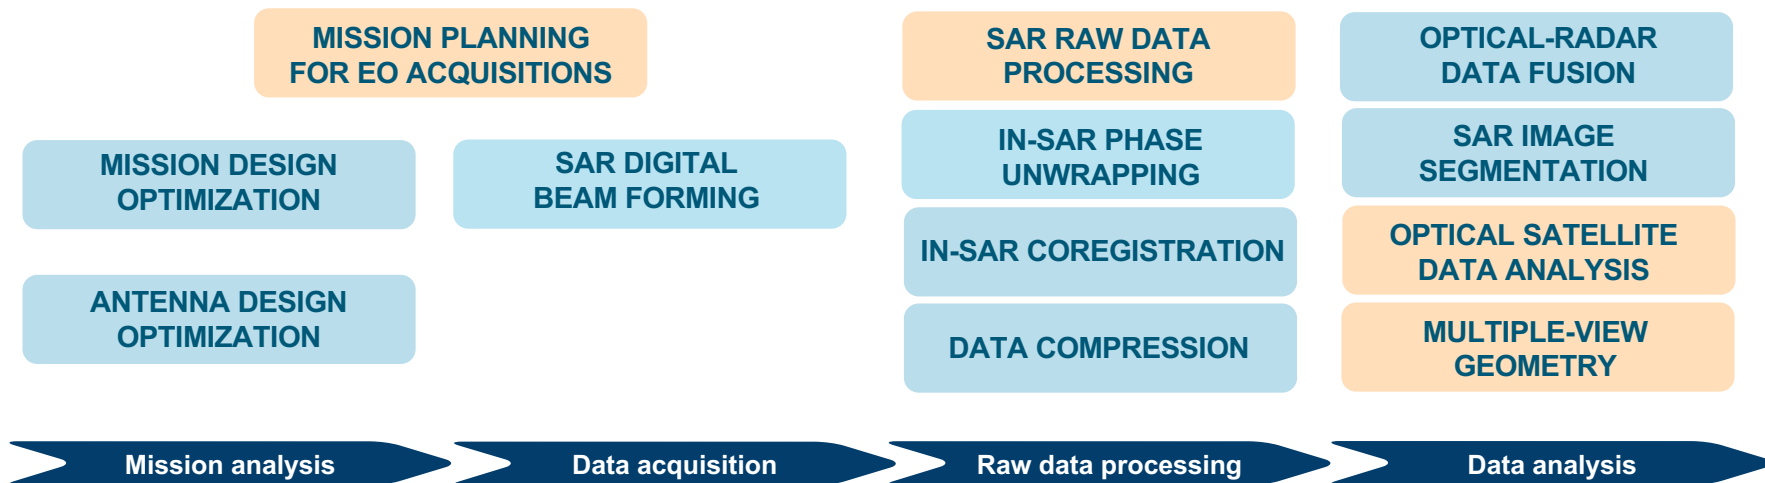 MISSION PLANNING
FOR EO ACQUISITIONS
MISSION DESIGN
OPTIMIZATION
ANTENNA DESIGN
OPTIMIZATION
SAR DIGITAL
BEAM FORMING
SAR RAW DATA
PROCESSING
IN-SAR PHASE
UNWRAPPING
IN-SAR COREGISTRATION
DATA COMPRESSION
OPTICAL-RADAR
DATA FUSION
SAR IMAGE
SEGMENTATION
OPTICAL SATELLITE
DATA ANALYSIS
MULTIPLE-VIEW
GEOMETRY
Mission analysis
Data acquisition
Raw data processing
Data analysis